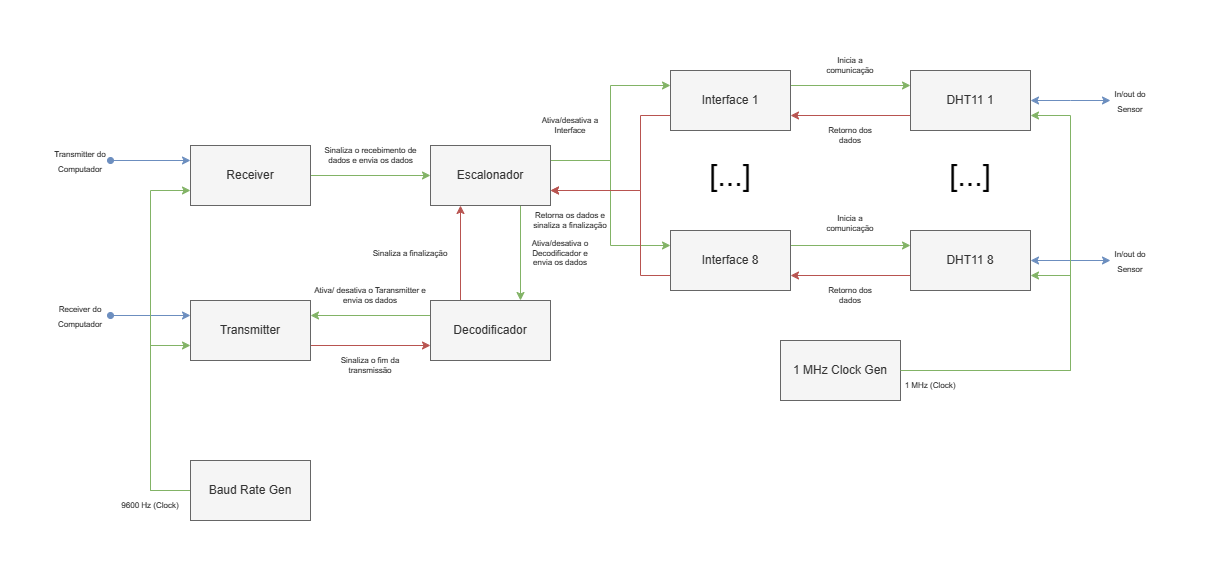 Inicia a
comunicação
Interface 1
DHT11 1
In/out do
Sensor
Ativa/desativa a
Interface
Retorno dos
dados
Transmitter do
Computador
Receiver
Sinaliza o recebimento de
dados e envia os dados
Escalonador
[...]
[...]
Retorna os dados e
sinaliza a finalização
Inicia a
comunicação
Sinaliza a finalização
Ativa/desativa o
Decodificador e
envia os dados
Interface 8
DHT11 8
In/out do
Sensor
Retorno dos
dados
Ativa/ desativa o Taransmitter e
envia os dados
Receiver do
Computador
Transmitter
Decodificador
Sinaliza o fim da
transmissão
1 MHz Clock Gen
1 MHz (Clock)
Baud Rate Gen
9600 Hz (Clock)